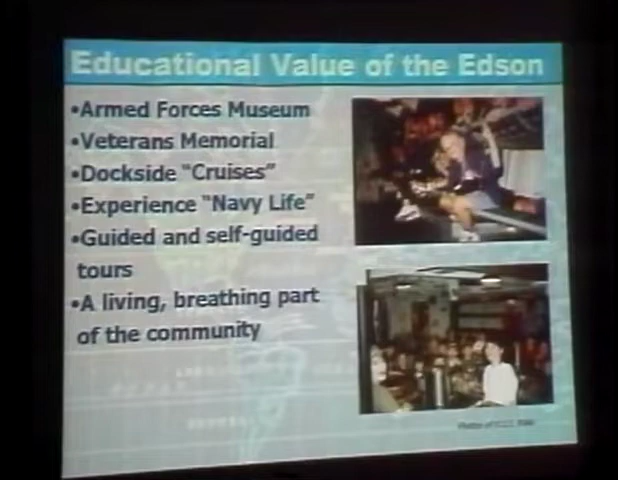 Educational Value of the Edson
•Armed Forces Museum
•Veterans Memorial
•Dockside “Cruises”
•Experience “Navy Life”
•Guided and self-guided
tours
•A living, breathing part
of the community